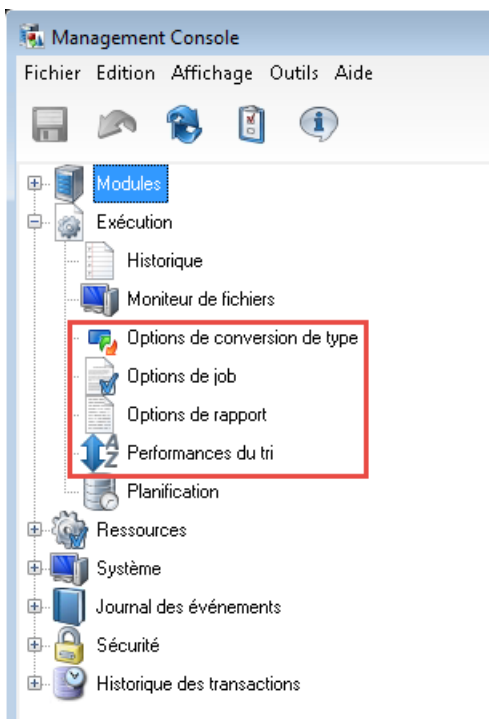 Management Console
Fichier Edition Affichage Outils Aide
Modules
Exécution
Historique
Moniteur de fichiers
Options de conversion de type
Options de job
Options de rapport
Performances du tri
Planification
Ressources
Système
Journal des événements
Sécurité
Historique des transactions